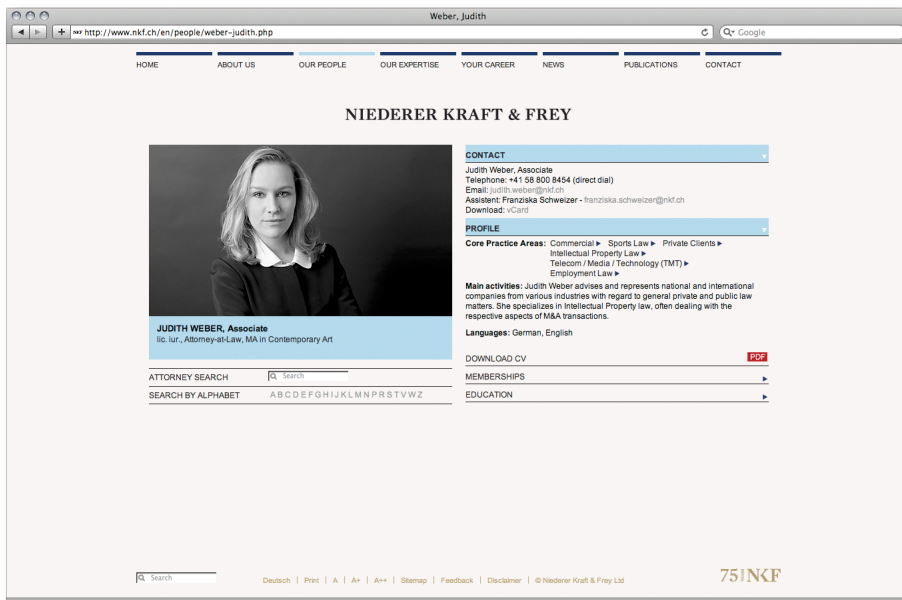 Weber, Judith
NKF http://www.nkf.ch/en/people/weber-judith.php
Google
HOME ABOUT US OUR PEOPLE OUR EXPERTISE YOUR CAREER NEWS PUBLICATIONS CONTACT
NIEDERER KRAFT & FREY
JUDITH WEBER, Associate
lic. iur., Attorney-at-Law, MA in Contemporary Art
ATTORNEY SEARCH Search
SEARCH BY ALPHABET A B C D E F G H I J K L M N P R S T V W Z
CONTACT
Judith Weber, Associate
Telephone: +41 58 800 8454 (direct dial)
Email: judith.weber@nkf.ch
Assistent: Franziska Schweizer - franziska.schweizer@nkf.ch
Download: vCard
PROFILE
Core Practice Areas: Commercial Sports Law Private Clients
Intellectual Property Law
Telecom / Media / Technology (TMT)
Employment Law
Main activities: Judith Weber advises and represents national and international
companies from various industries with regard to general private and public law
matters. She specializes in Intellectual Property law, often dealing with the
respective aspects of M&A transactions.
Languages: German, English
DOWNLOAD CV PDF
MEMBERSHIPS
EDUCATION
Search
Deutsch | Print | A | A+ | A++ | Sitemap | Feedback | Disclaimer | © Niederer Kraft & Frey Ltd
75 NKF